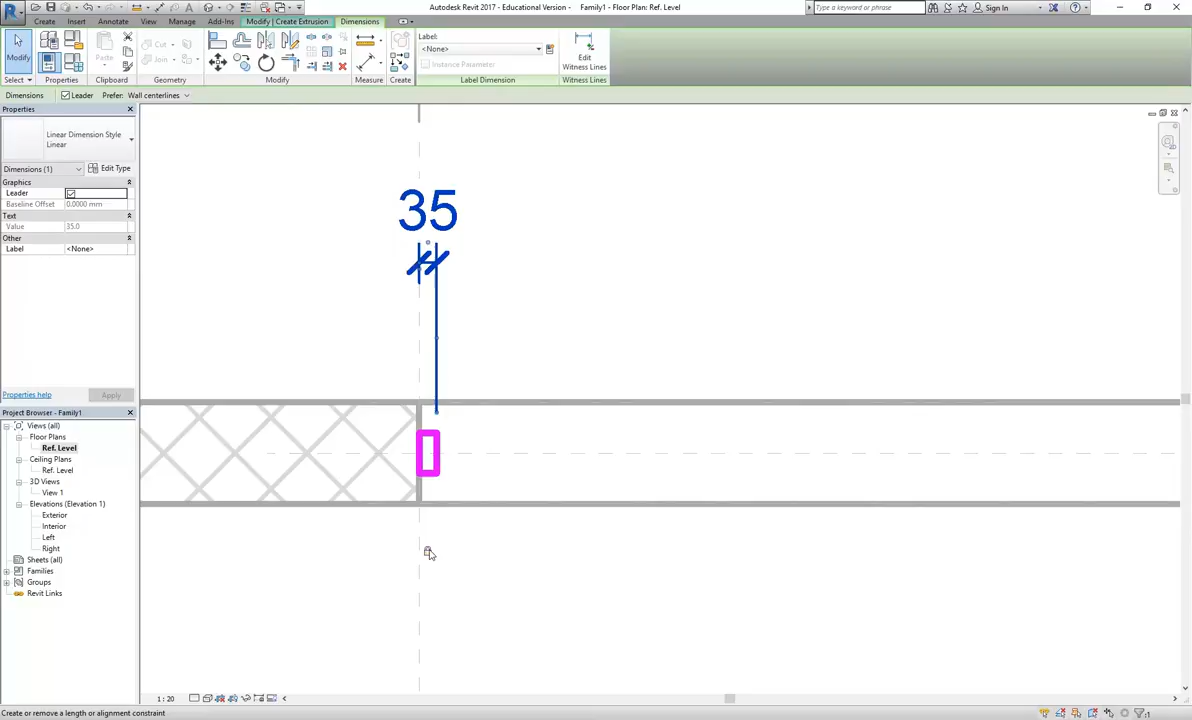 Autodesk Revit 2017 - Educational Version - Family1 - Floor Plan: Ref. Level
Type a keyword or phrase
Sign In
Create
Insert
Annotate
View
Manage
Add-Ins
Modify | Create Extrusion
Dimensions
Modify
Paste
Cut
Join
Label:
<None>
Instance Parameter
Edit
Witness Lines
Select
Properties
Clipboard
Geometry
Modify
Measure
Create
Label Dimension
Witness Lines
Dimensions
Leader
Prefer:
Wall centerlines
Properties
Linear Dimension Style
Linear
Dimensions (1)
Edit Type
Graphics
Leader
Baseline Offset
0.0000 mm
Text
Value
35.0
Other
Label
<None>
Properties help
Apply
Project Browser - Family1
Views (all)
Floor Plans
Ref. Level
Ceiling Plans
Ref. Level
3D Views
View 1
Elevations (Elevation 1)
Exterior
Interior
Left
Right
Sheets (all)
Families
Groups
Revit Links
35
1 : 20
Create or remove a length or alignment constraint
:1